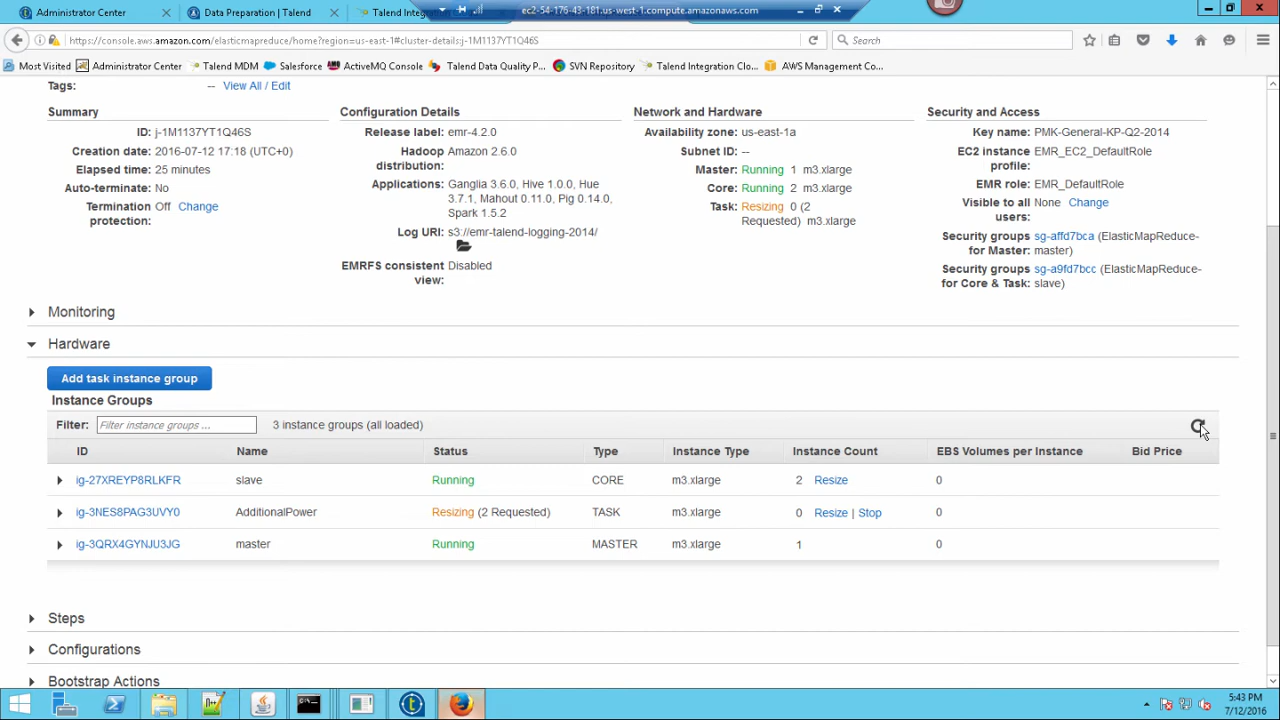 Administrator Center
Data Preparation | Talend
Talend Integ
ec2-54-176-43-181.us-west-1.compute.amazonaws.com
https://console.aws.amazon.com/elasticmapreduce/home?region=us-east-1#cluster-details:j-1M1137YT1Q46S
Search
Most Visited Administrator Center Talend MDM Salesforce ActiveMQ Console Talend Data Quality P... SVN Repository Talend Integration Clo... AWS Management Co...
Tags: -- View All / Edit
Summary
ID: j-1M1137YT1Q46S
Creation date: 2016-07-12 17:18 (UTC+0)
Elapsed time: 25 minutes
Auto-terminate: No
Termination Off Change
protection:
Configuration Details
Release label: emr-4.2.0
Hadoop Amazon 2.6.0
distribution:
Applications: Ganglia 3.6.0, Hive 1.0.0, Hue
3.7.1, Mahout 0.11.0, Pig 0.14.0,
Spark 1.5.2
Log URI: s3://emr-talend-logging-2014/
EMRFS consistent Disabled
view:
Network and Hardware
Availability zone: us-east-1a
Subnet ID: --
Master: Running 1 m3.xlarge
Core: Running 2 m3.xlarge
Task: Resizing 0 (2
Requested) m3.xlarge
Security and Access
Key name: PMK-General-KP-Q2-2014
EC2 instance EMR_EC2_DefaultRole
profile:
EMR role: EMR_DefaultRole
Visible to all None Change
users:
Security groups sg-affd7bca (ElasticMapReduce-
for Master: master)
Security groups sg-a9fd7bcc (ElasticMapReduce-
for Core & Task: slave)
Monitoring
Hardware
Add task instance group
Instance Groups
Filter: Filter instance groups ... 3 instance groups (all loaded)
ID Name Status Type Instance Type Instance Count EBS Volumes per Instance Bid Price
ig-27XREYP8RLKFR slave Running CORE m3.xlarge 2 Resize 0
ig-3NES8PAG3UVY0 AdditionalPower Resizing (2 Requested) TASK m3.xlarge 0 Resize | Stop 0
ig-3QRX4GYNJU3JG master Running MASTER m3.xlarge 1 0
Steps
Configurations
Bootstrap Actions
5:43 PM
7/12/2016